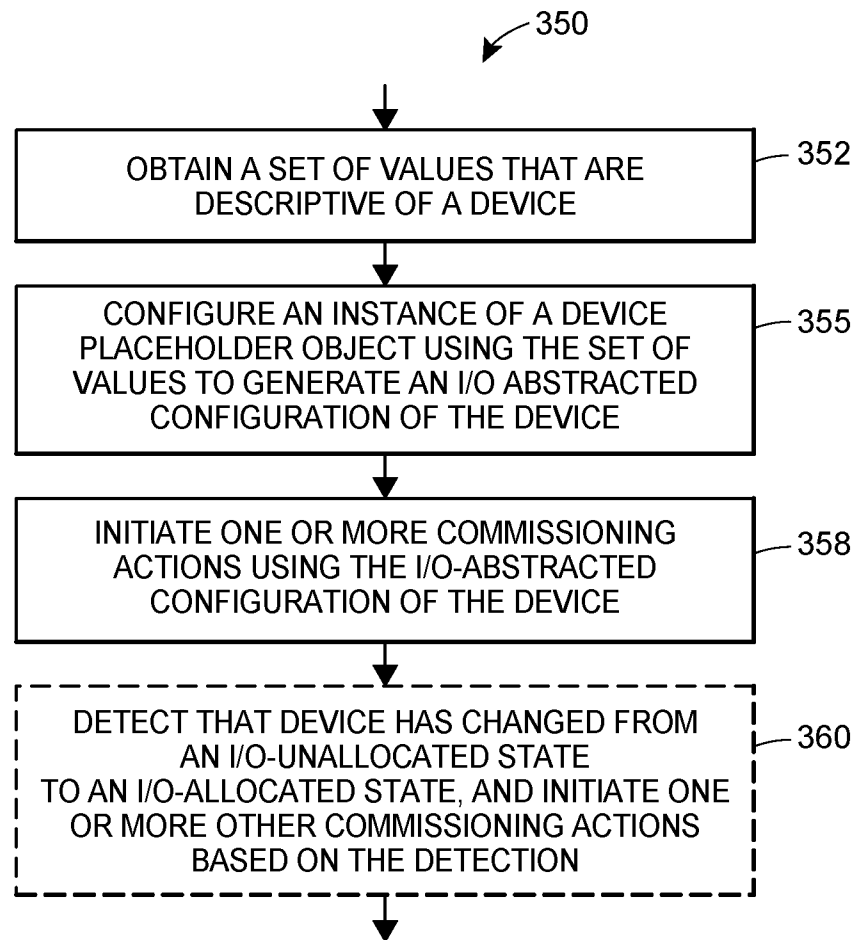 350
OBTAIN A SET OF VALUES THAT ARE
DESCRIPTIVE OF A DEVICE
352
CONFIGURE AN INSTANCE OF A DEVICE
PLACEHOLDER OBJECT USING THE SET OF
VALUES TO GENERATE AN I/O ABSTRACTED
CONFIGURATION OF THE DEVICE
355
INITIATE ONE OR MORE COMMISSIONING
ACTIONS USING THE I/O-ABSTRACTED
CONFIGURATION OF THE DEVICE
358
DETECT THAT DEVICE HAS CHANGED FROM
AN I/O-UNALLOCATED STATE
TO AN I/O-ALLOCATED STATE, AND INITIATE ONE
OR MORE OTHER COMMISSIONING ACTIONS
BASED ON THE DETECTION
360